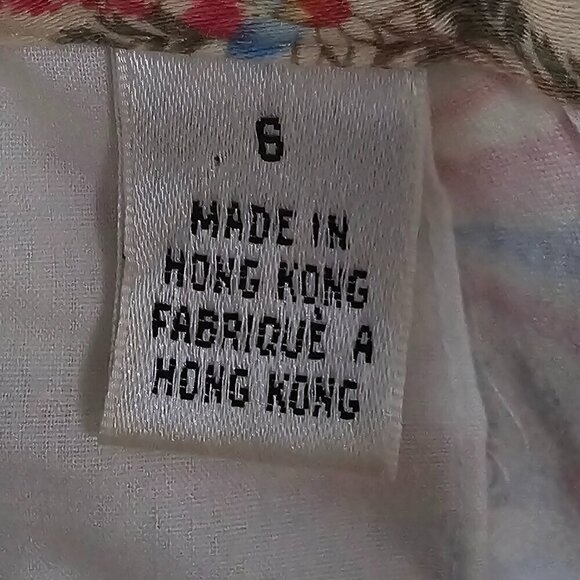 6
MADE IN
HONG KONG
FABRIQUÈ A
HONG KONG